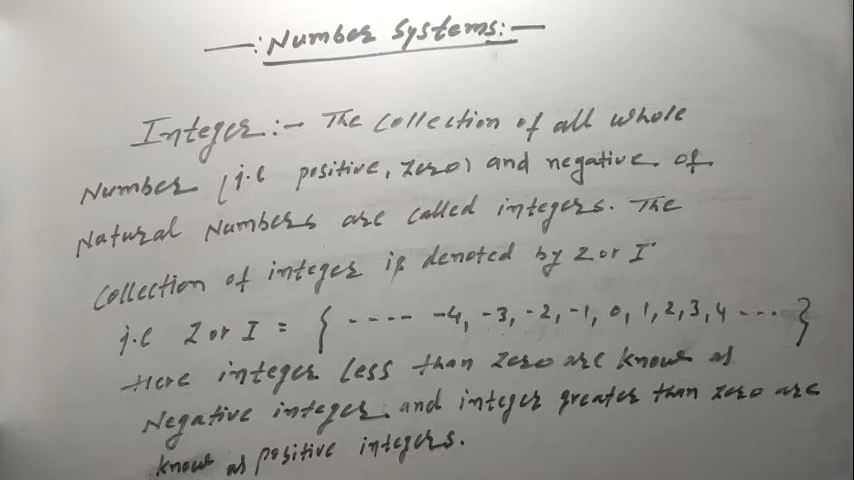 —: Number Systems: —
Integer:- The collection of all whole
Number (i.e positive, zero) and negative of
Natural Numbers are called integers. The
Collection of integer is denoted by Z or I
i.e Z or I = { ---- -4, -3, -2, -1, 0, 1, 2, 3, 4 --- }
Here integer less than zero are known as
Negative integer and integer greater than zero are
known as positive integers.